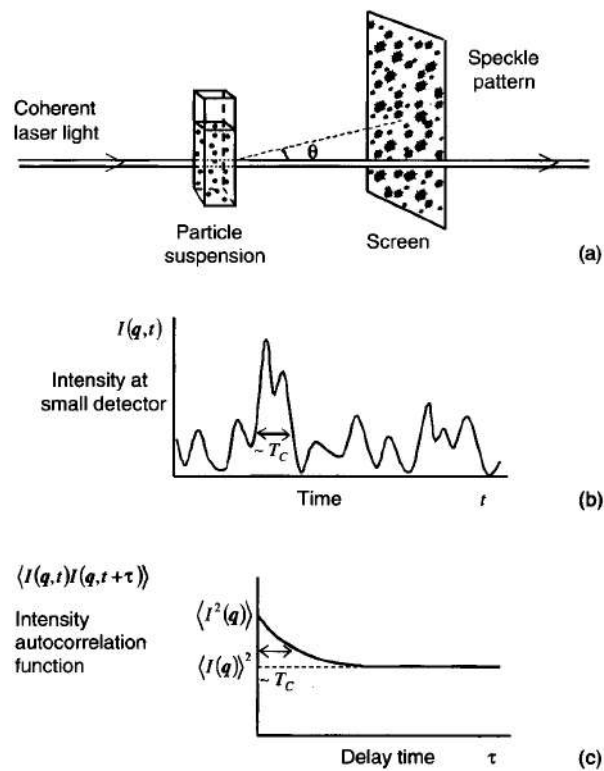 Speckle
pattern
Coherent
laser light
θ
Particle
suspension
Screen
(a)
I(q,t)
Intensity at
small detector
~ T_C
Time
t
(b)
⟨I(q,t)I(q,t+τ)⟩
Intensity
autocorrelation
function
⟨I²(q)⟩
⟨I(q)⟩²
~ T_C
Delay time
τ
(c)